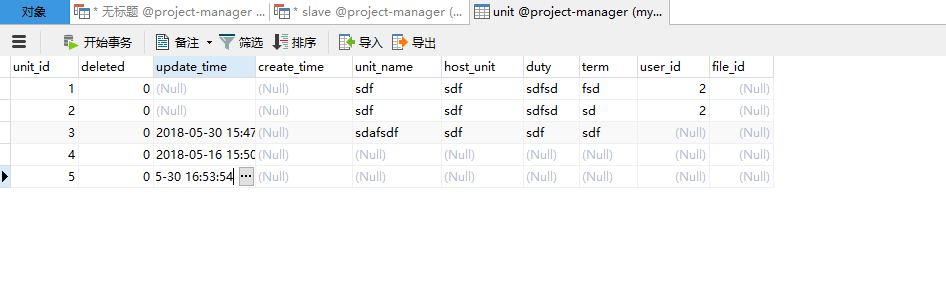 对象 * 无标题 @project-manager ... * slave @project-manager (... unit @project-manager (my...
开始事务 备注 筛选 排序 导入 导出
unit_id deleted update_time create_time unit_name host_unit duty term user_id file_id
1 0 (Null) (Null) sdf sdf sdfsd fsd 2 (Null)
2 0 (Null) (Null) sdf sdf sdfsd sd 2 (Null)
3 0 2018-05-30 15:47 (Null) sdafsdf sdf sdf sdf (Null) (Null)
4 0 2018-05-16 15:50 (Null) (Null) (Null) (Null) (Null) (Null) (Null)
5 0 5-30 16:53:54 ... (Null) (Null) (Null) (Null) (Null) (Null) (Null)